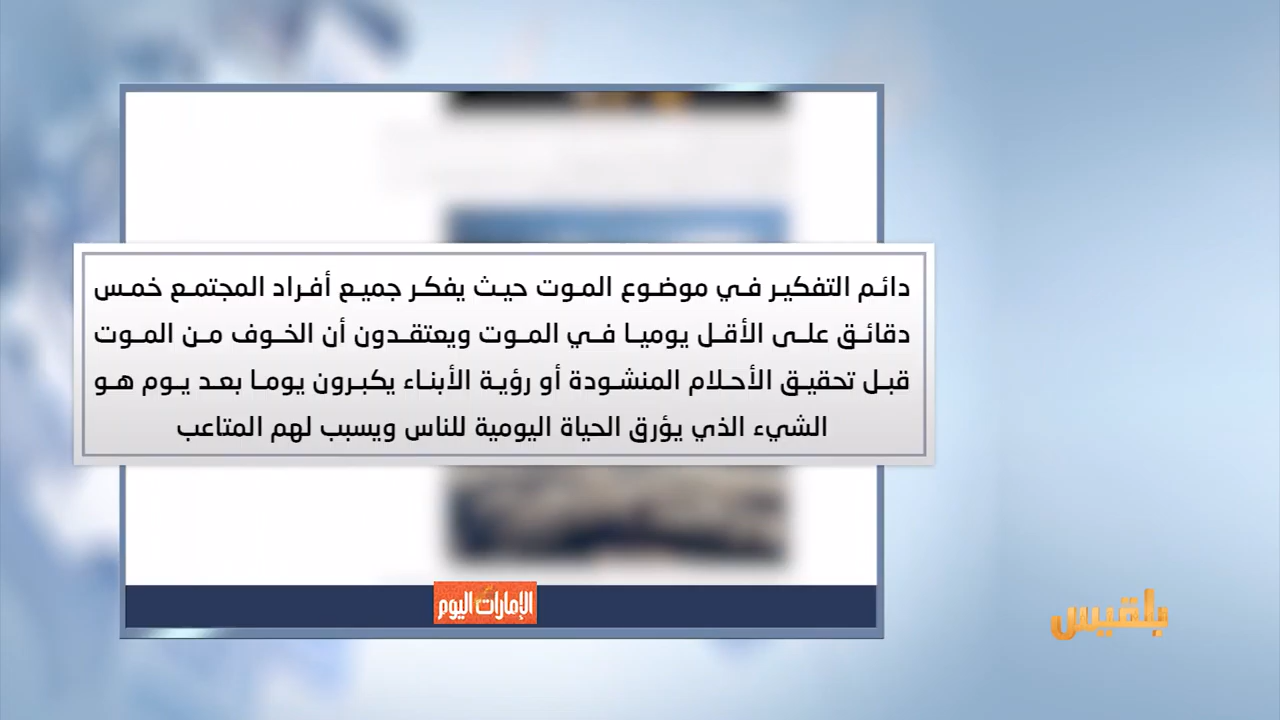 دائم التفكير في موضوع الموت حيث يفكر جميع أفراد المجتمع خمس
دقائق على الأقل يوميا في الموت ويعتقدون أن الخوف من الموت
قبل تحقيق الأحلام المنشودة أو رؤية الأبناء يكبرون يوما بعد يوم هو
الشيء الذي يؤرق الحياة اليومية للناس ويسبب لهم المتاعب
الإمارات اليوم
بلقيس